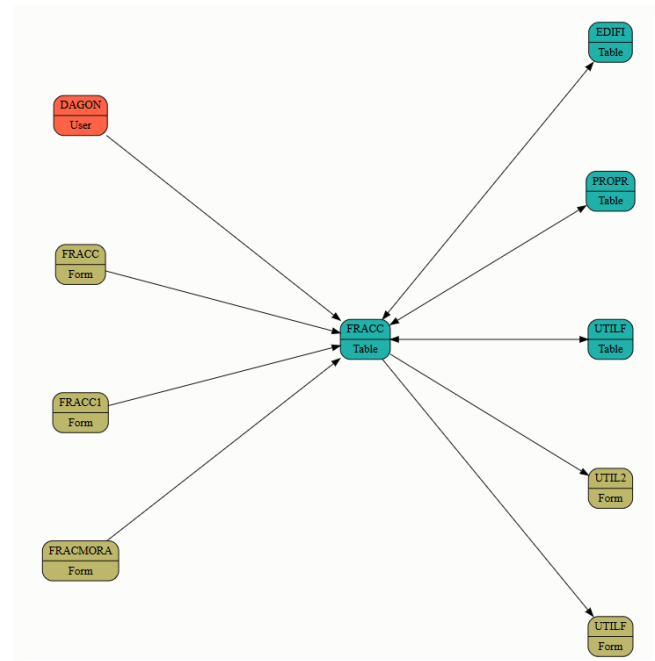 EDIFI
Table
DAGON
User
PROPR
Table
FRACC
Form
FRACC
Table
UTILF
Table
FRACC1
Form
UTIL2
Form
FRACMORA
Form
UTILF
Form